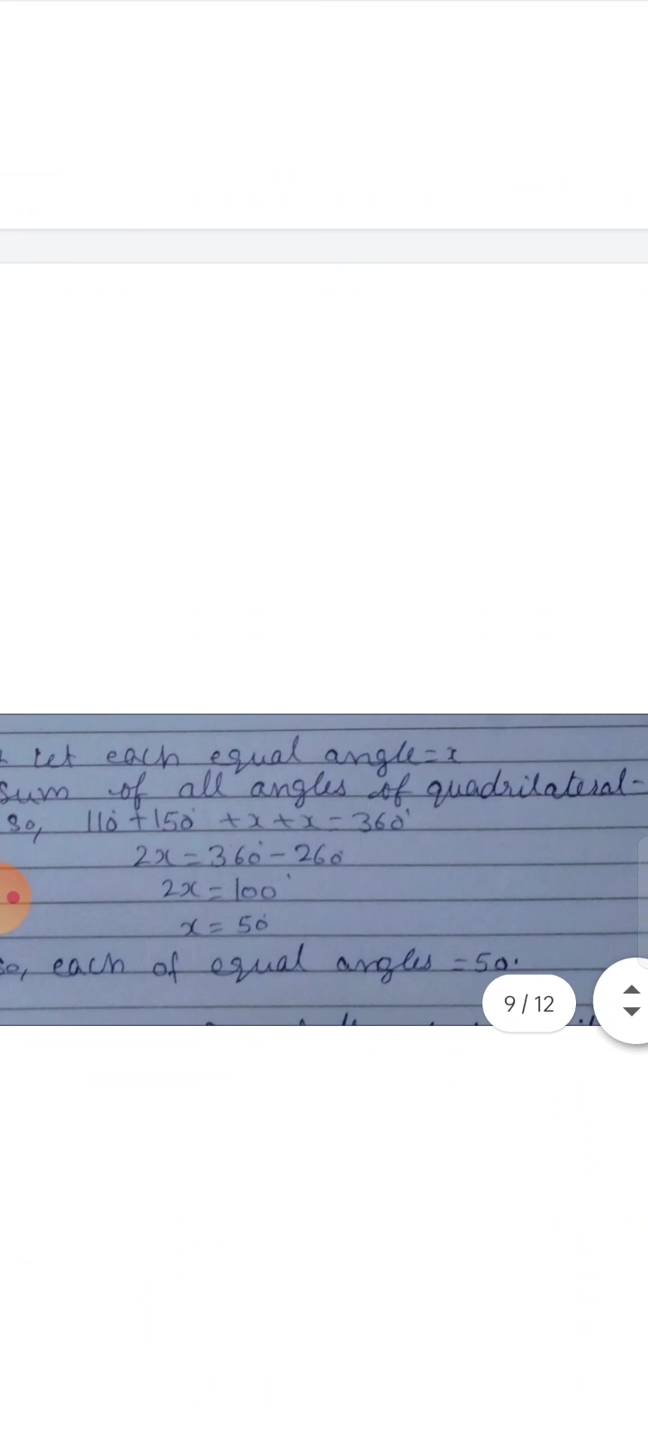 Let each equal angle = x
Sum of all angles of quadrilateral =
So, 110° + 150° + x + x = 360°
2x = 360° - 260°
2x = 100°
x = 50°
So, each of equal angles = 50°.
9 / 12